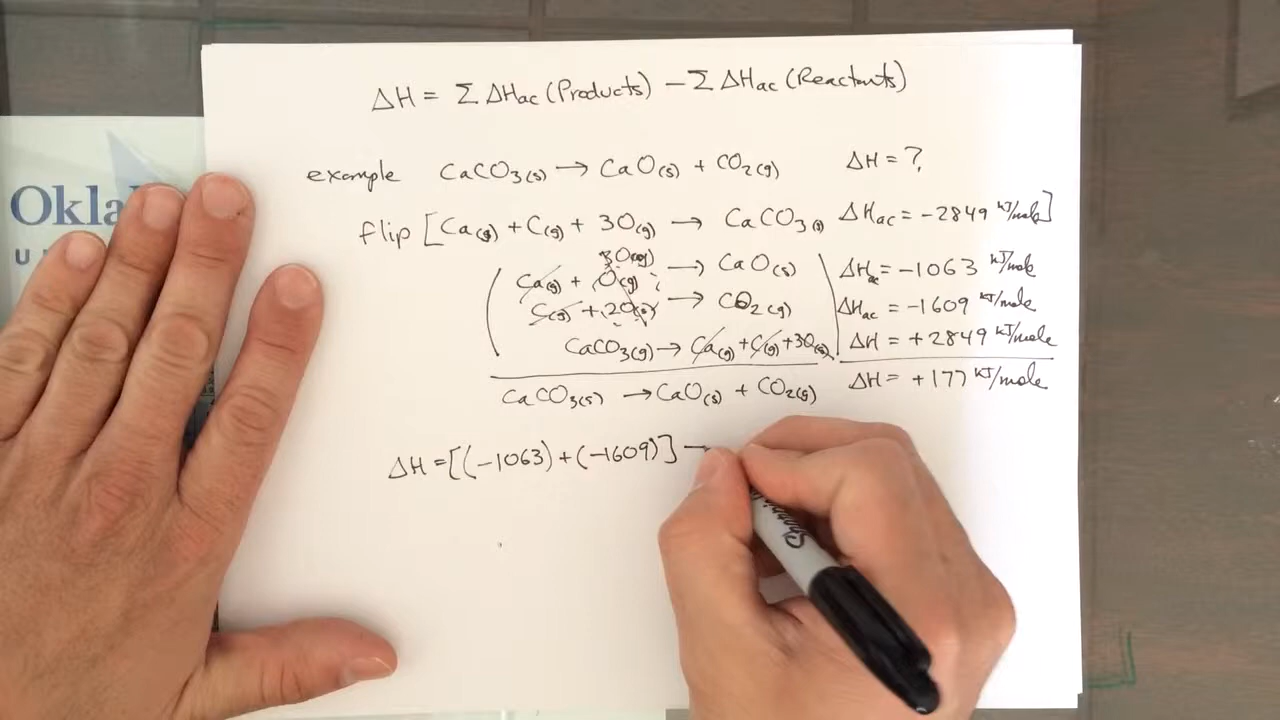 ΔH = Σ ΔHac (Products) − Σ ΔHac (Reactants)
example CaCO3(s) → CaO(s) + CO2(g) ΔH = ?
flip [Ca(g) + C(g) + 3O(g) → CaCO3(s) ΔHac = −2849 kJ/mole]
3O(g)
Ca(g) + O(g) → CaO(s) ΔHac = −1063 kJ/mole
C(g) + 2O(g) → CO2(g) ΔHac = −1609 kJ/mole
CaCO3(g) → Ca(g) + C(g) + 3O(g) ΔH = +2849 kJ/mole
CaCO3(s) → CaO(s) + CO2(g) ΔH = +177 kJ/mole
ΔH = [(−1063) + (−1609)] −
Sharpie